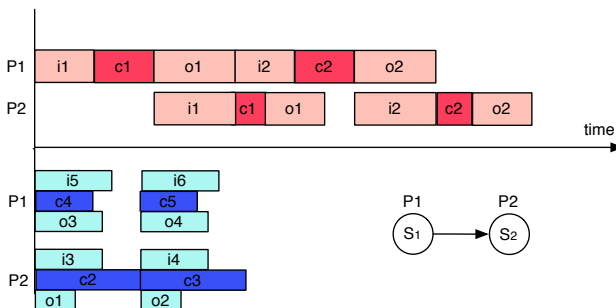 P1 i1 c1 o1 i2 c2 o2
P2 i1 c1 o1 i2 c2 o2
time
i5 i6
P1 c4 c5
o3 o4
P1 P2
S1 S2
i3 i4
P2 c2 c3
o1 o2